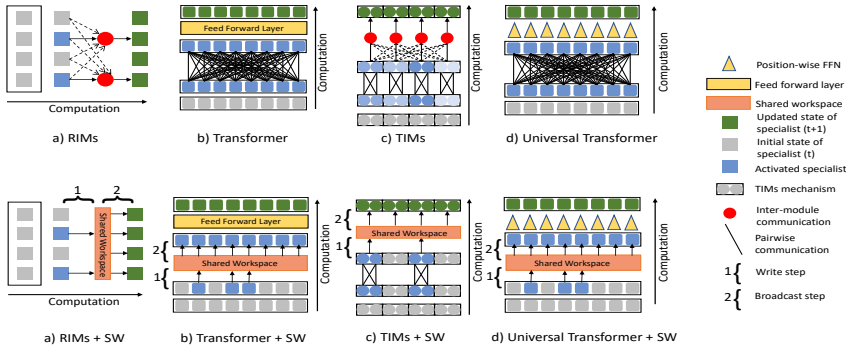 Feed Forward Layer
Computation
Computation
Computation
Computation
a) RIMs
b) Transformer
c) TIMs
d) Universal Transformer
Position-wise FFN
Feed forward layer
Shared workspace
Updated state of
specialist (t+1)
Initial state of
specialist (t)
Activated specialist
TIMs mechanism
Inter-module
communication
Pairwise
communication
1 { Write step
2 { Broadcast step
1 2
Shared Workspace
Computation
Feed Forward Layer
2 {
Shared Workspace
1 {
Computation
2 {
Shared Workspace
1 {
Computation
2 {
Shared Workspace
1 {
Computation
a) RIMs + SW
b) Transformer + SW
c) TIMs + SW
d) Universal Transformer + SW